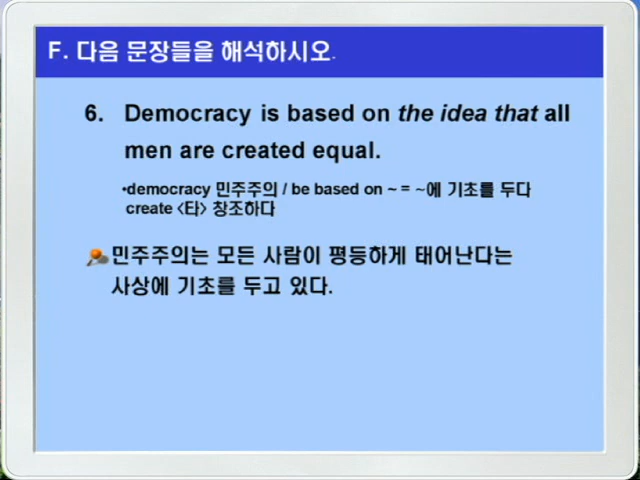 F. 다음 문장들을 해석하시오.
6. Democracy is based on the idea that all
men are created equal.
•democracy 민주주의 / be based on ~ = ~에 기초를 두다
create <타> 창조하다
민주주의는 모든 사람이 평등하게 태어난다는
사상에 기초를 두고 있다.